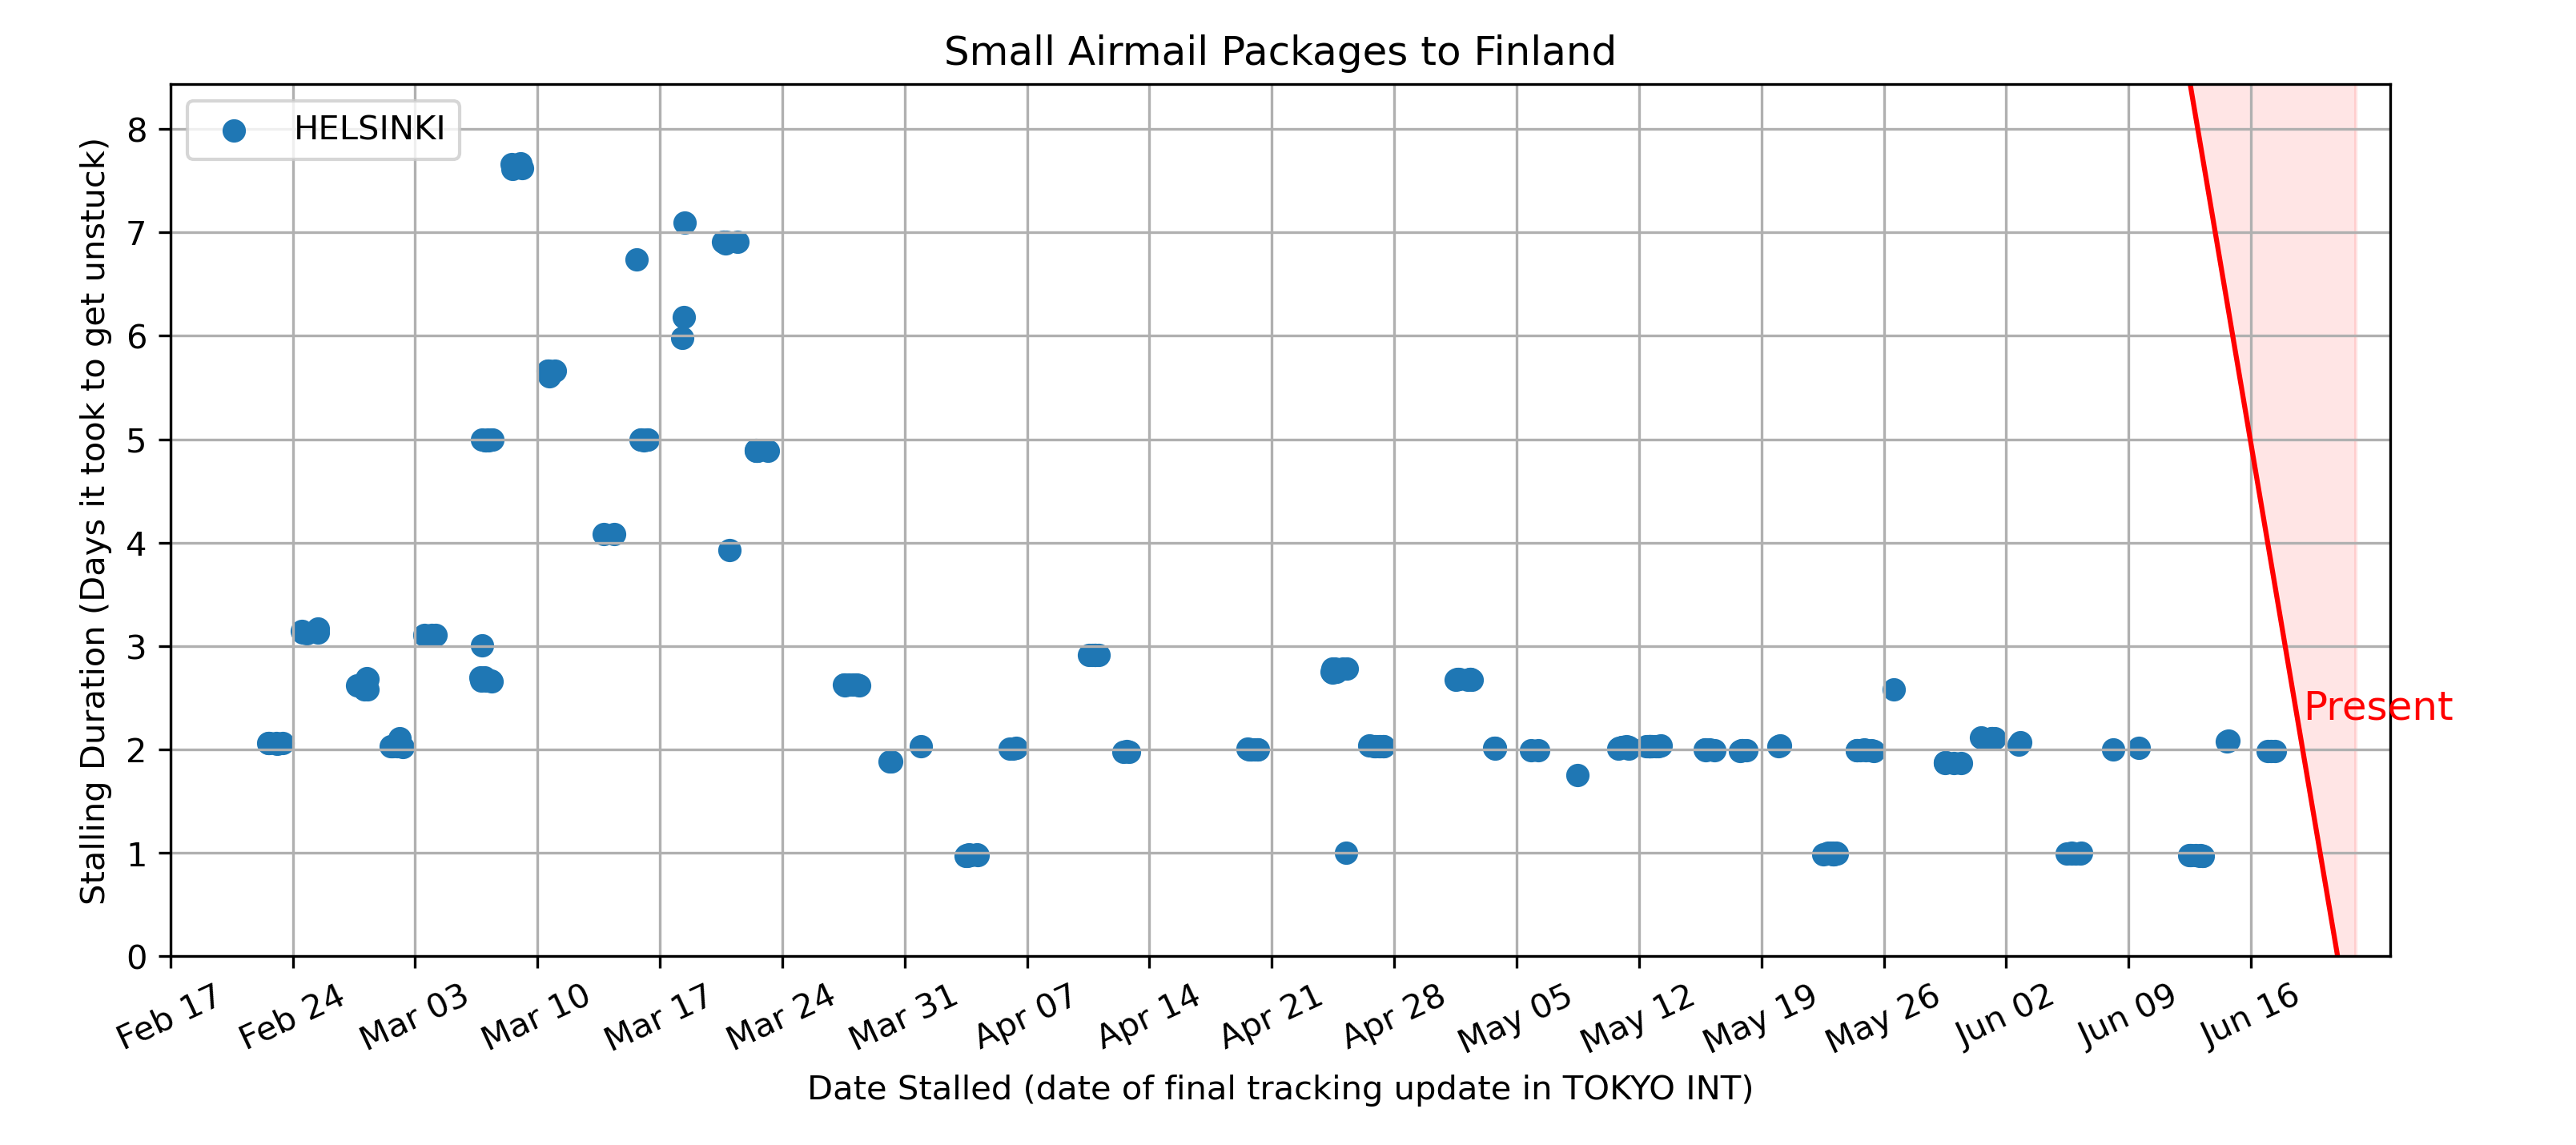 Small Airmail Packages to Finland
HELSINKI
Stalling Duration (Days it took to get unstuck)
8
7
6
5
4
3
2
1
0
Present
Feb 17
Feb 24
Mar 03
Mar 10
Mar 17
Mar 24
Mar 31
Apr 07
Apr 14
Apr 21
Apr 28
May 05
May 12
May 19
May 26
Jun 02
Jun 09
Jun 16
Date Stalled (date of final tracking update in TOKYO INT)